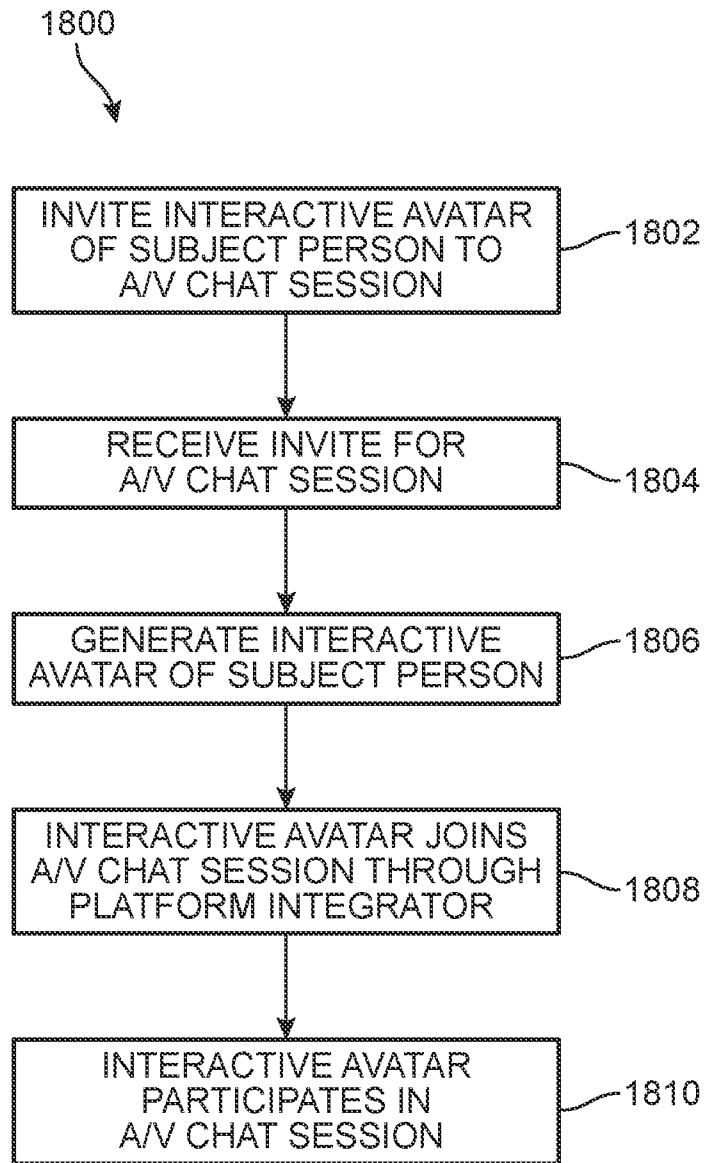 1800
INVITE INTERACTIVE AVATAR
OF SUBJECT PERSON TO
A/V CHAT SESSION
1802
RECEIVE INVITE FOR
A/V CHAT SESSION
1804
GENERATE INTERACTIVE
AVATAR OF SUBJECT PERSON
1806
INTERACTIVE AVATAR JOINS
A/V CHAT SESSION THROUGH
PLATFORM INTEGRATOR
1808
INTERACTIVE AVATAR
PARTICIPATES IN
A/V CHAT SESSION
1810